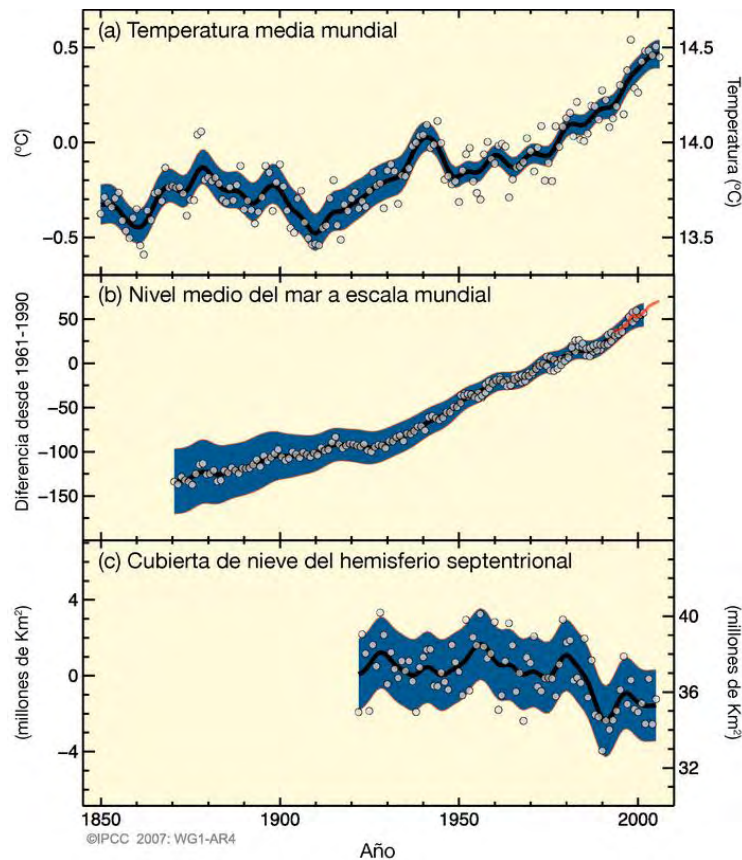 (a) Temperatura media mundial
0.5
0.0
−0.5
(ºC)
14.5
14.0
13.5
Temperatura (ºC)
(b) Nivel medio del mar a escala mundial
50
0
−50
−100
−150
Diferencia desde 1961-1990
(c) Cubierta de nieve del hemisferio septentrional
4
0
−4
(millones de Km²)
40
36
32
(millones de Km²)
1850
1900
1950
2000
©IPCC 2007: WG1-AR4
Año